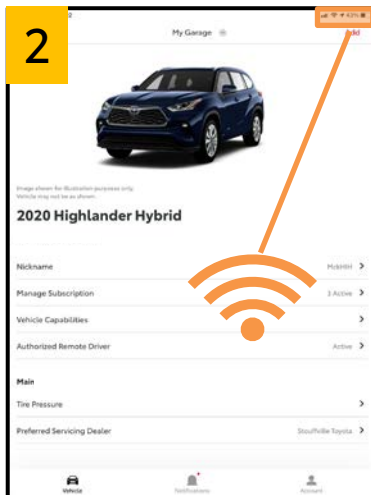 2
My Garage
42%
Add
Image shown for illustration purposes only.
Vehicle may not be as shown.
2020 Highlander Hybrid
Nickname
Manage Subscription
3 Active
Vehicle Capabilities
Authorized Remote Driver
Active
Main
Tire Pressure
Preferred Servicing Dealer
Stouffville Toyota
Vehicle
Notifications
Account